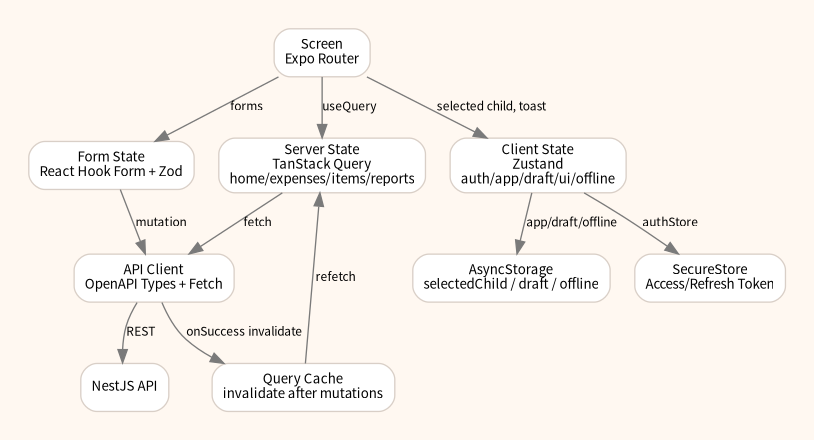 Screen
Expo Router
forms
useQuery
selected child, toast
Form State
React Hook Form + Zod
Server State
TanStack Query
home/expenses/items/reports
Client State
Zustand
auth/app/draft/ui/offline
mutation
fetch
app/draft/offline
authStore
API Client
OpenAPI Types + Fetch
refetch
AsyncStorage
selectedChild / draft / offline
SecureStore
Access/Refresh Token
REST
onSuccess invalidate
NestJS API
Query Cache
invalidate after mutations